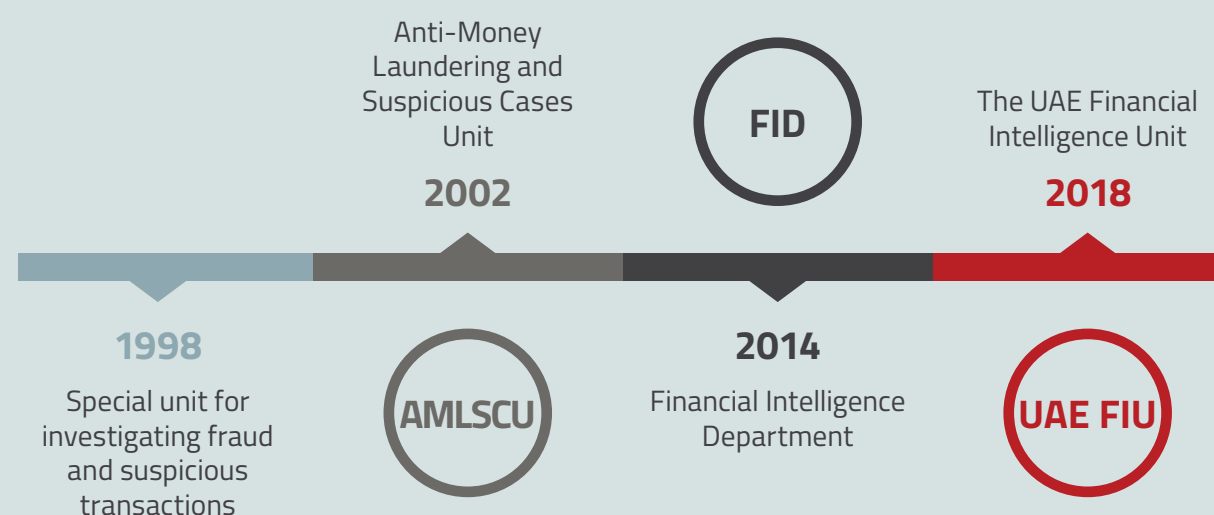 1998
Special unit for
investigating fraud
and suspicious
transactions
Anti-Money
Laundering and
Suspicious Cases
Unit
2002
AMLSCU
FID
2014
Financial Intelligence
Department
The UAE Financial
Intelligence Unit
2018
UAE FIU